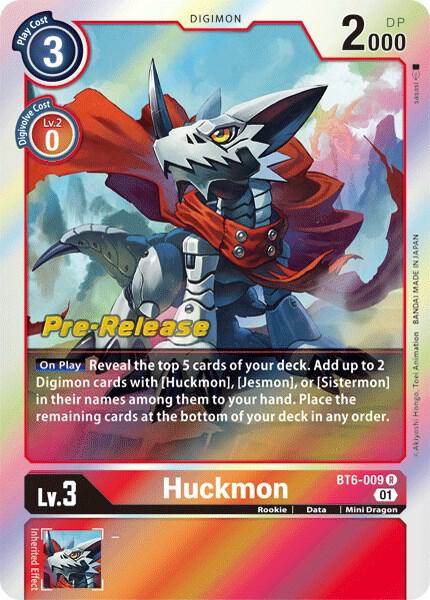 DIGIMON
Play Cost
3
DP
2000
Digivolve Cost
Lv.2
0
sasasi
© Akiyoshi Hongo, Toei Animation BANDAI MADE IN JAPAN
Pre-Release
On Play Reveal the top 5 cards of your deck. Add up to 2
Digimon cards with [Huckmon], [Jesmon], or [Sistermon]
in their names among them to your hand. Place the
remaining cards at the bottom of your deck in any order.
BT6-009 R
Lv.3
Huckmon
01
Rookie | Data | Mini Dragon
Inherited Effect
–